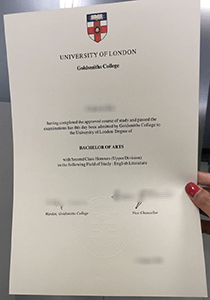 UNIVERSITY OF LONDON
Goldsmiths College
having completed the approved course of study and passed the
examinations has this day been admitted by Goldsmiths College to
the University of London Degree of
BACHELOR OF ARTS
with Second Class Honours (Upper Division)
in the following Field of Study : English Literature
Warden, Goldsmiths College
Vice-Chancellor